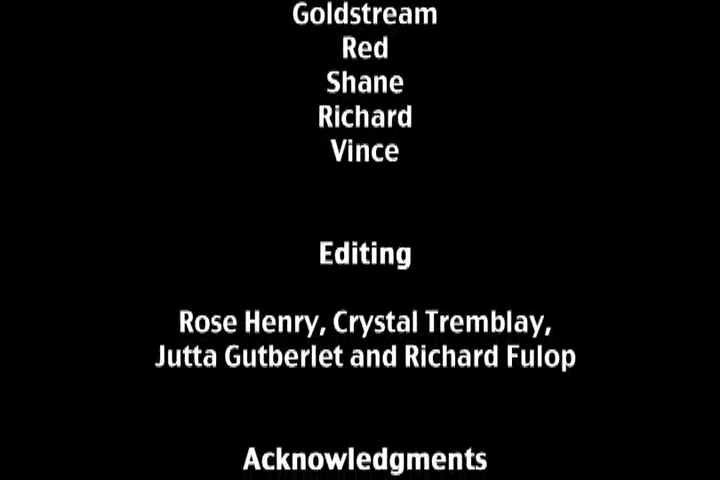 Goldstream
Red
Shane
Richard
Vince
Editing
Rose Henry, Crystal Tremblay,
Jutta Gutberlet and Richard Fulop
Acknowledgments